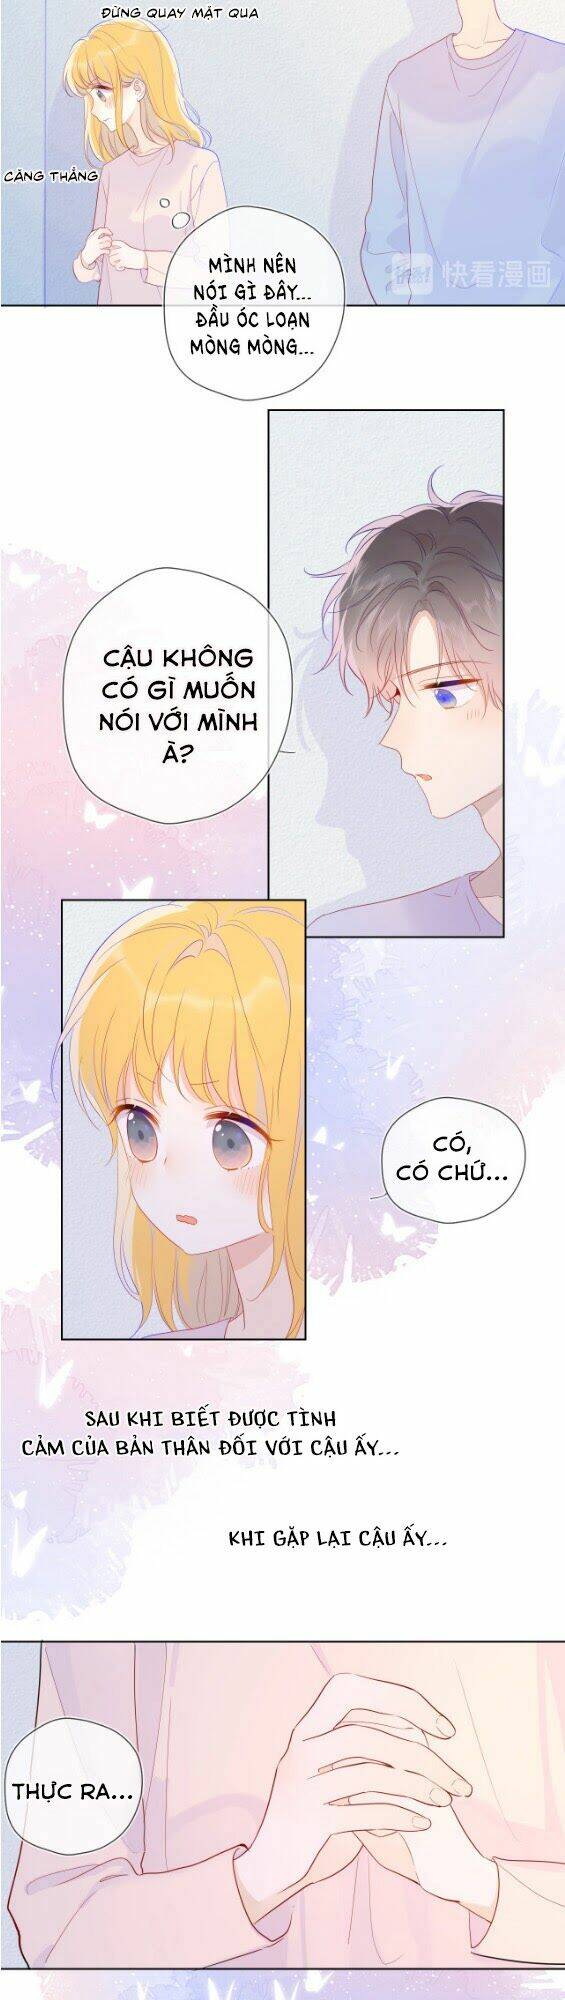 ĐỪNG QUAY MẶT QUA
CĂNG THẲNG
快看漫画
MÌNH NÊN
NÓI GÌ ĐÂY...
ĐẦU ÓC LOẠN
MÒNG MÒNG...
CẬU KHÔNG
CÓ GÌ MUỐN
NÓI VỚI MÌNH
À?
CÓ,
CÓ CHỨ...
SAU KHI BIẾT ĐƯỢC TÌNH
CẢM CỦA BẢN THÂN ĐỐI VỚI CẬU ẤY...
KHI GẶP LẠI CẬU ẤY...
THỰC RA...